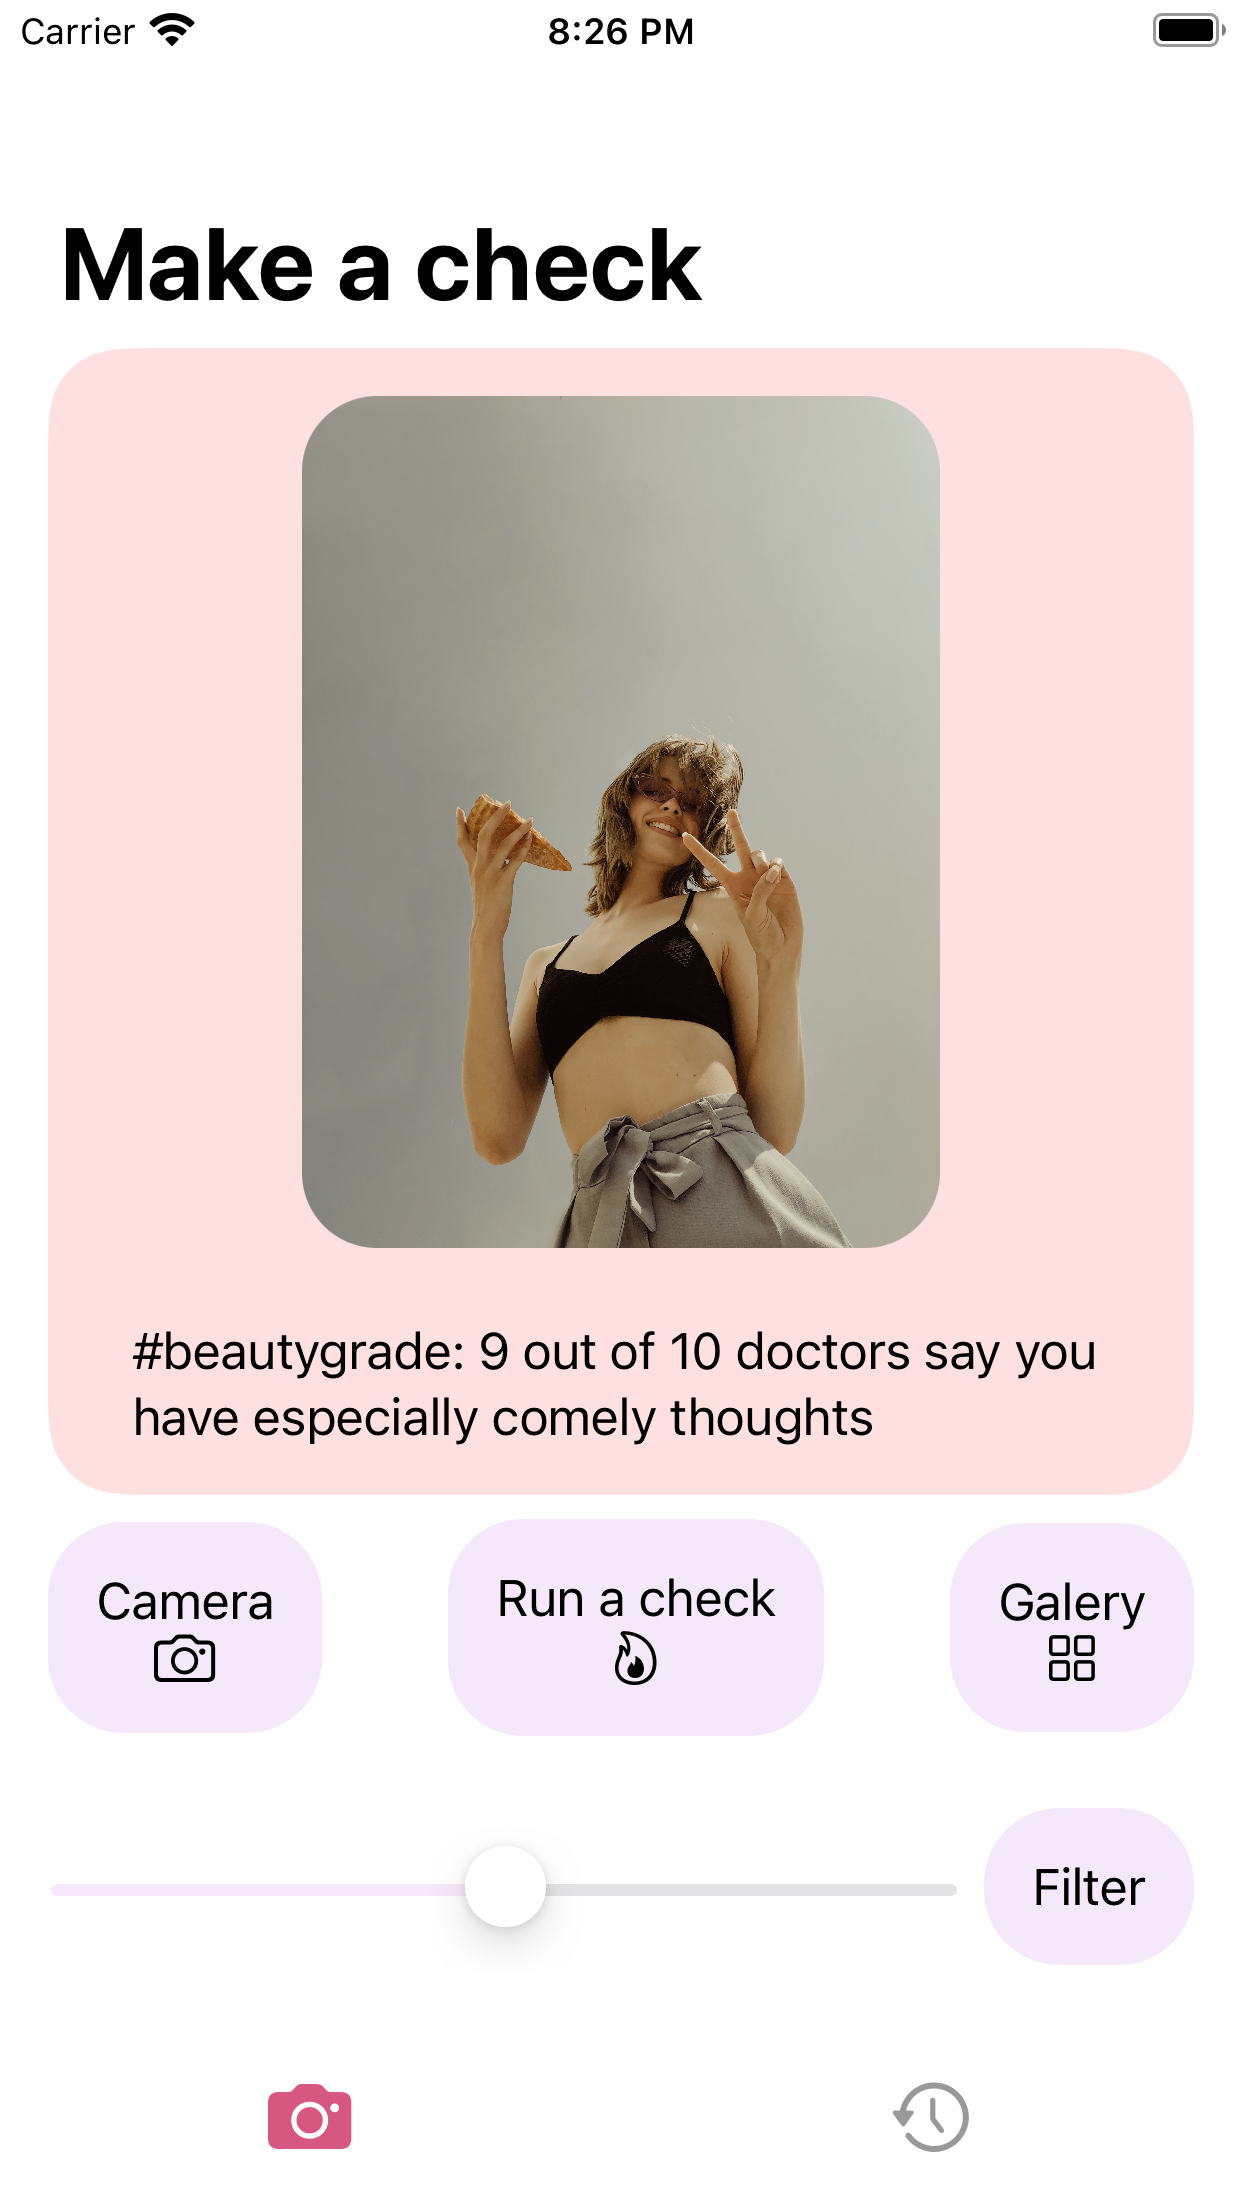 Carrier
8:26 PM
Make a check
#beautygrade: 9 out of 10 doctors say you
have especially comely thoughts
Camera
Run a check
Galery
Filter